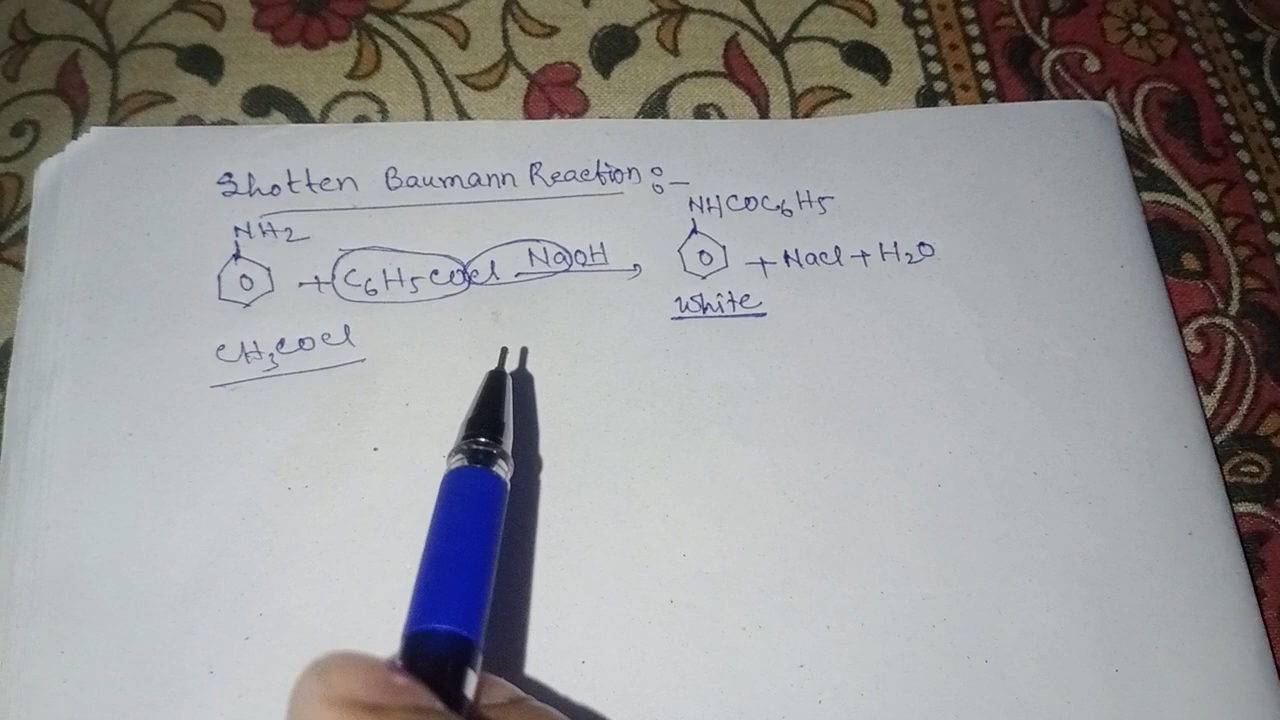 Shotten Baumann Reaction :-
NH2 NHCOC6H5
+ C6H5COCl NaOH → + NaCl + H2O
White
CH3COCl